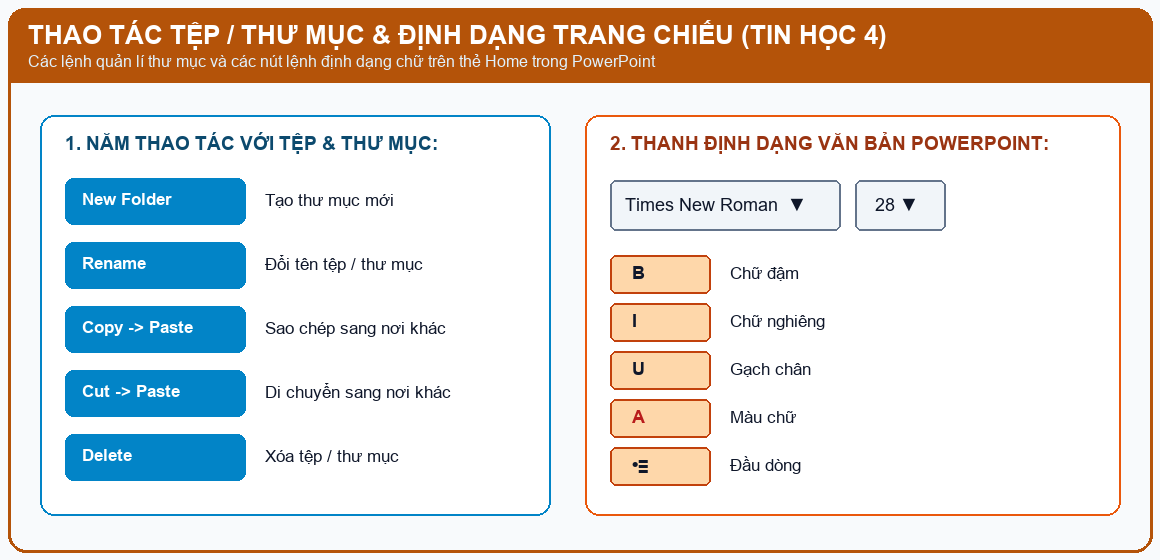 THAO TÁC TỆP / THƯ MỤC & ĐỊNH DẠNG TRANG CHIẾU (TIN HỌC 4)
Các lệnh quản lí thư mục và các nút lệnh định dạng chữ trên thẻ Home trong PowerPoint
1. NĂM THAO TÁC VỚI TỆP & THƯ MỤC:
New Folder Tạo thư mục mới
Rename Đổi tên tệp / thư mục
Copy -> Paste Sao chép sang nơi khác
Cut -> Paste Di chuyển sang nơi khác
Delete Xóa tệp / thư mục
2. THANH ĐỊNH DẠNG VĂN BẢN POWERPOINT:
Times New Roman ▼ 28 ▼
B Chữ đậm
I Chữ nghiêng
U Gạch chân
A Màu chữ
Đầu dòng